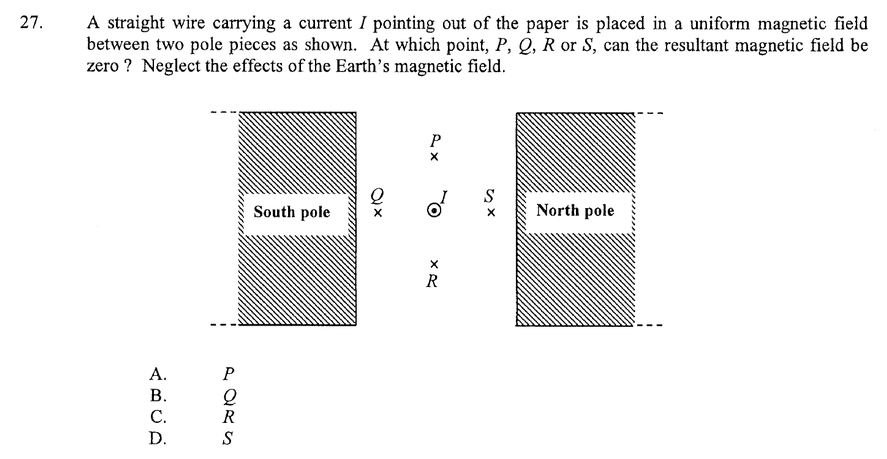 27. A straight wire carrying a current I pointing out of the paper is placed in a uniform magnetic field
between two pole pieces as shown. At which point, P, Q, R or S, can the resultant magnetic field be
zero ? Neglect the effects of the Earth's magnetic field.
P
×
Q
×
I
S
×
South pole
North pole
×
R
A. P
B. Q
C. R
D. S